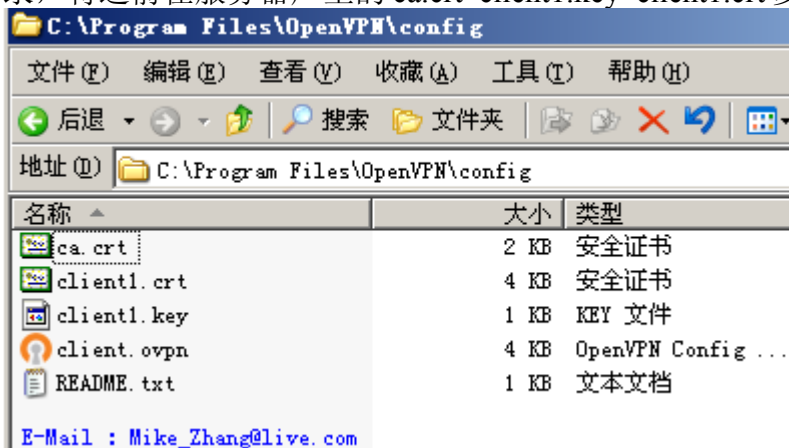 C:\Program Files\OpenVPN\config
文件(F) 编辑(E) 查看(V) 收藏(A) 工具(T) 帮助(H)
后退 搜索 文件夹
地址(D) C:\Program Files\OpenVPN\config
名称 大小 类型
ca.crt 2 KB 安全证书
client1.crt 4 KB 安全证书
client1.key 1 KB KEY 文件
client.ovpn 4 KB OpenVPN Config ...
README.txt 1 KB 文本文档
E-Mail : Mike_Zhang@live.com